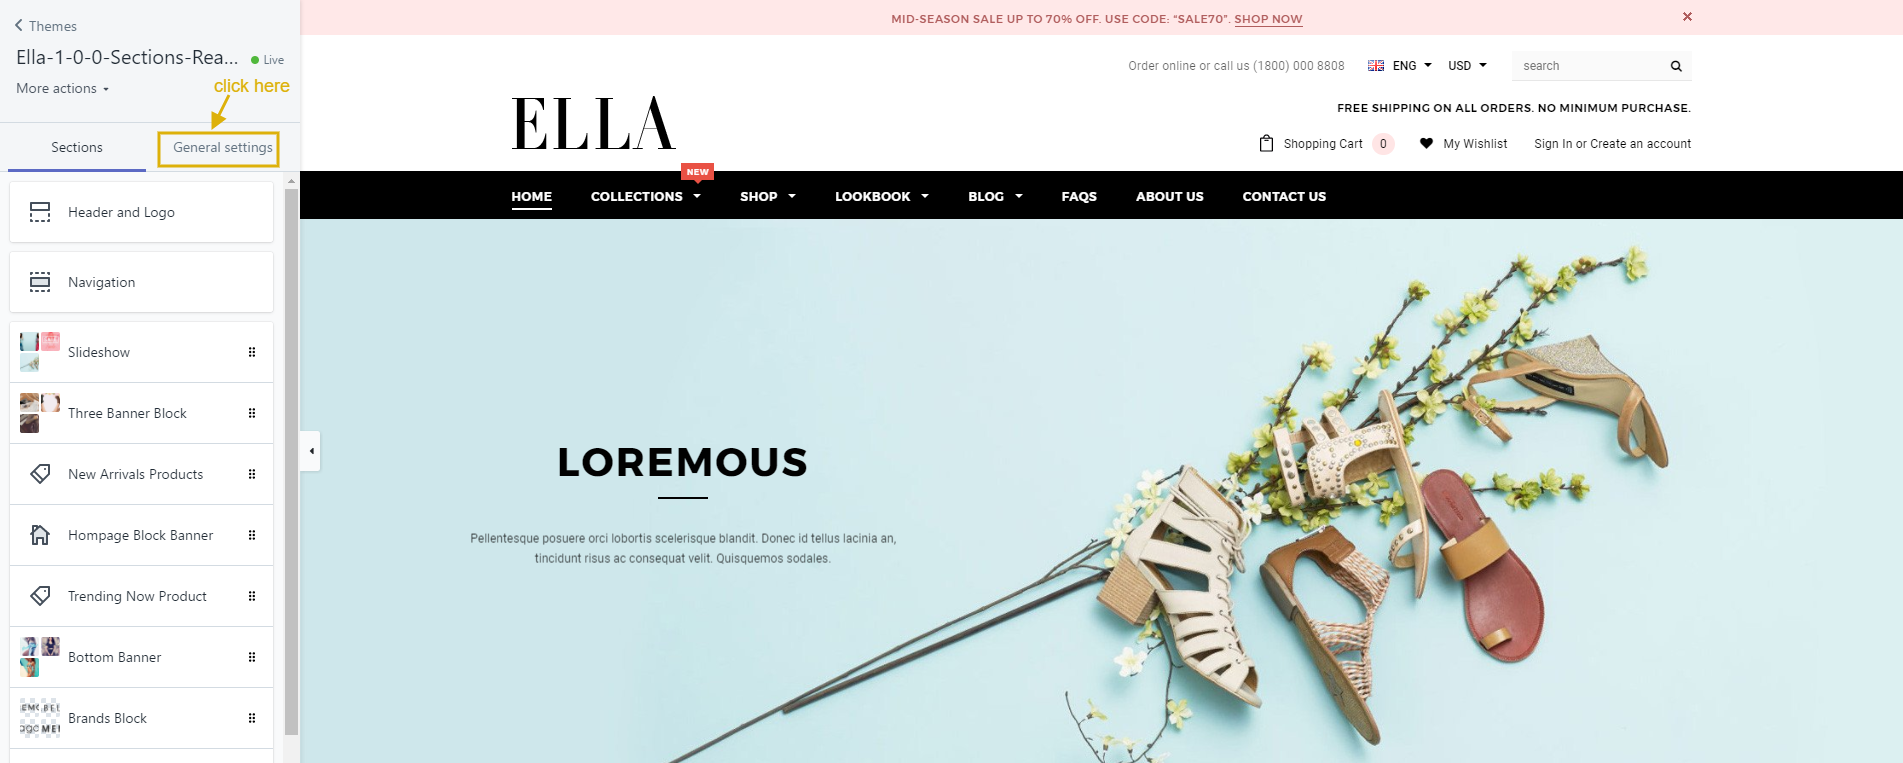 Themes
Ella-1-0-0-Sections-Rea...
Live
More actions
click here
Sections
General settings
Header and Logo
Navigation
Slideshow
Three Banner Block
New Arrivals Products
Hompage Block Banner
Trending Now Product
Bottom Banner
Brands Block
MID-SEASON SALE UP TO 70% OFF. USE CODE: “SALE70”. SHOP NOW
Order online or call us (1800) 000 8808
ENG
USD
search
ELLA
FREE SHIPPING ON ALL ORDERS. NO MINIMUM PURCHASE.
Shopping Cart 0
My Wishlist
Sign In or Create an account
NEW
HOME COLLECTIONS SHOP LOOKBOOK BLOG FAQS ABOUT US CONTACT US
LOREMOUS
Pellentesque posuere orci lobortis scelerisque blandit. Donec id tellus lacinia an,
tincidunt risus ac consequat velit. Quisquemos sodales.